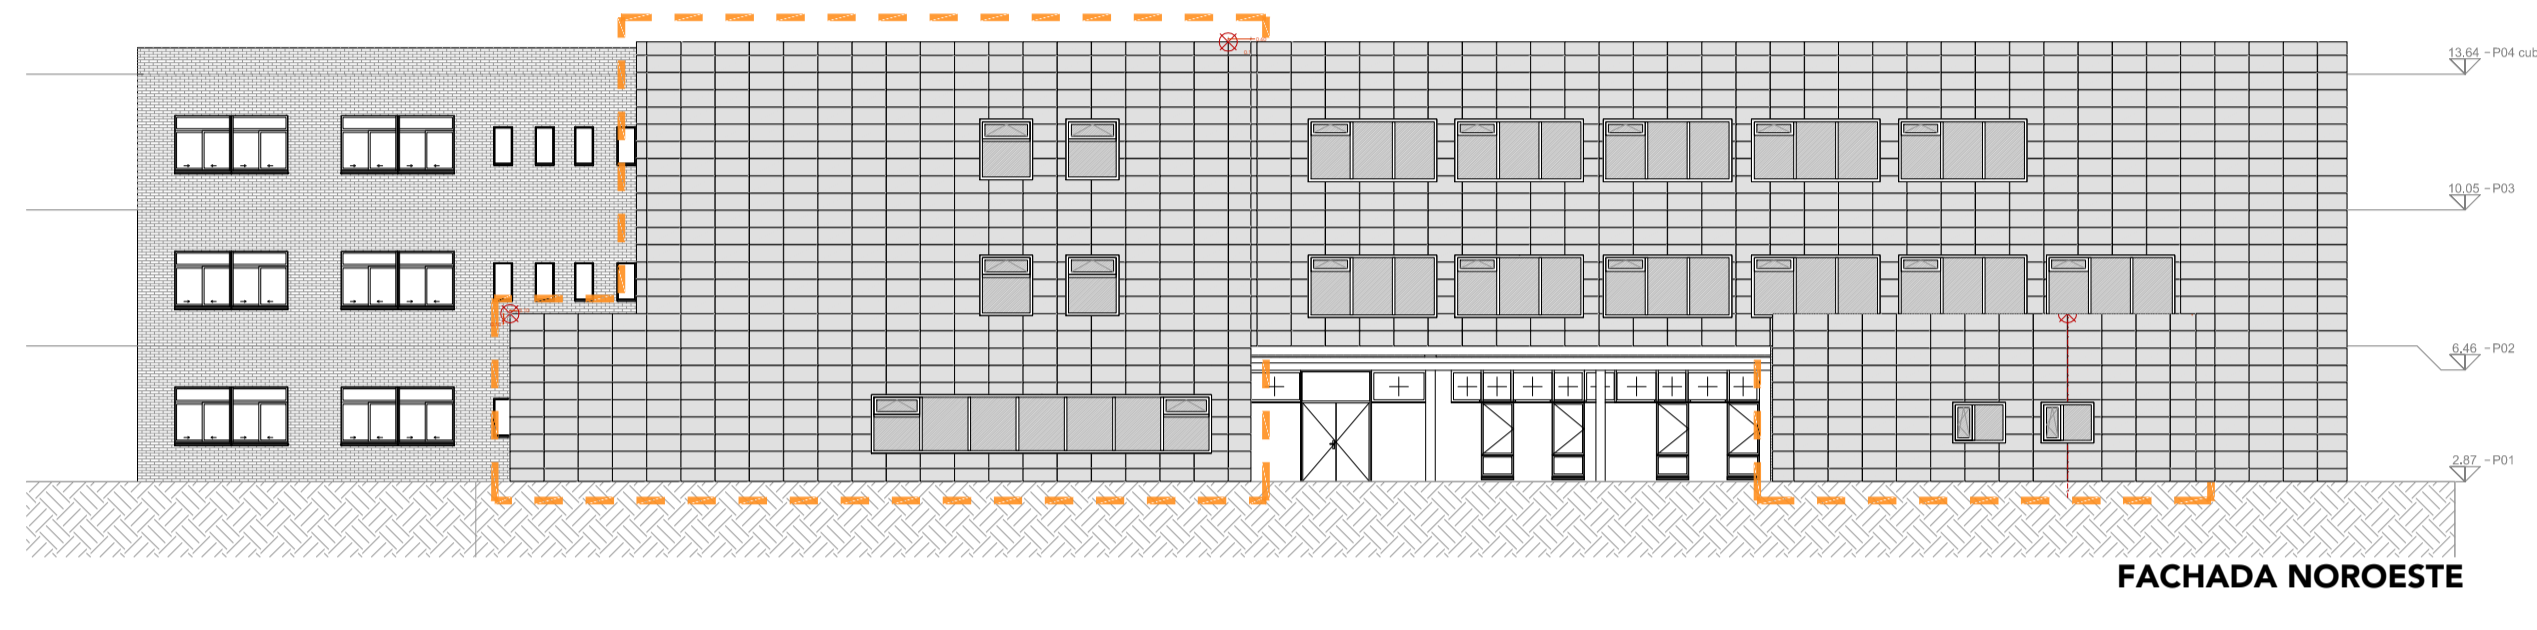 13,64 - P04 cub
10,05 - P03
6,46 - P02
2,87 - P01
FACHADA NOROESTE